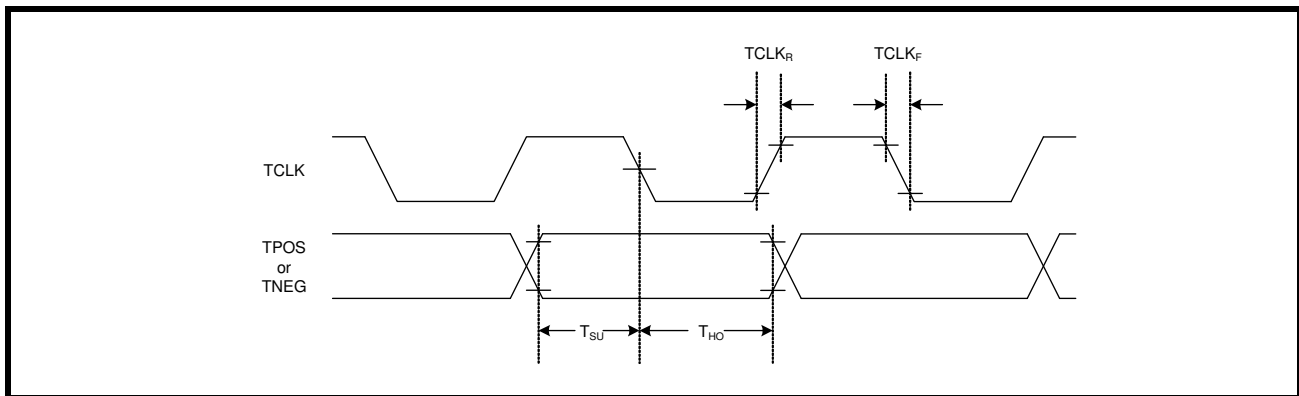 TCLKR
TCLKF
TCLK
TPOS
or
TNEG
TSU
THO